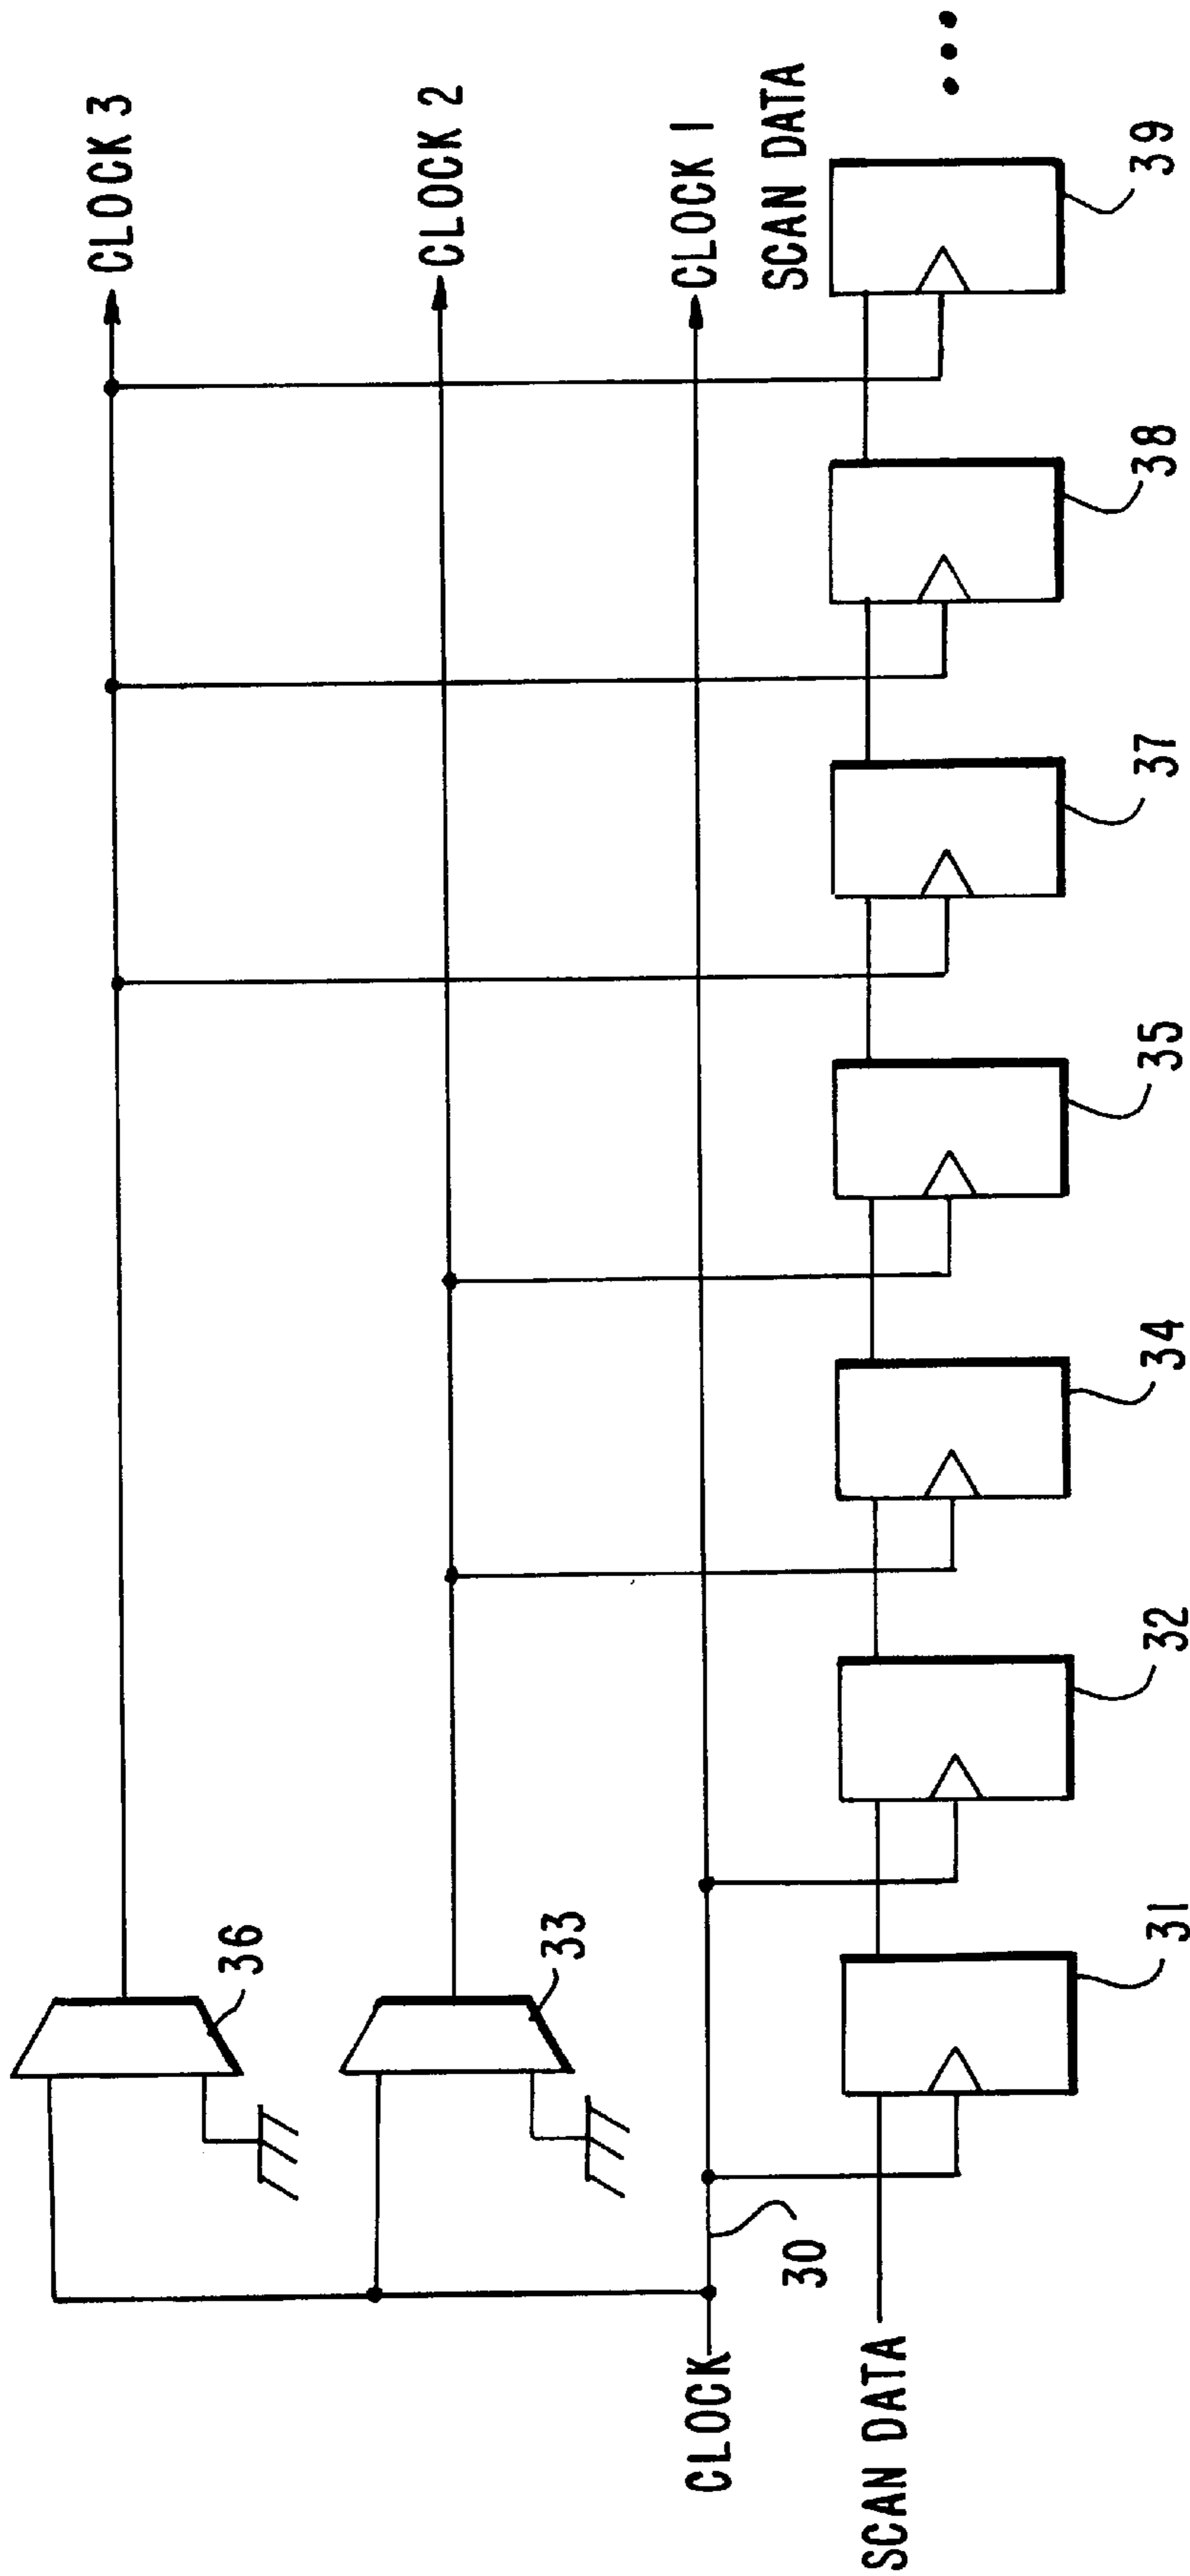 CLOCK 3
CLOCK 2
CLOCK 1
SCAN DATA
36
33
30
CLOCK
SCAN DATA
31
32
34
35
37
38
39